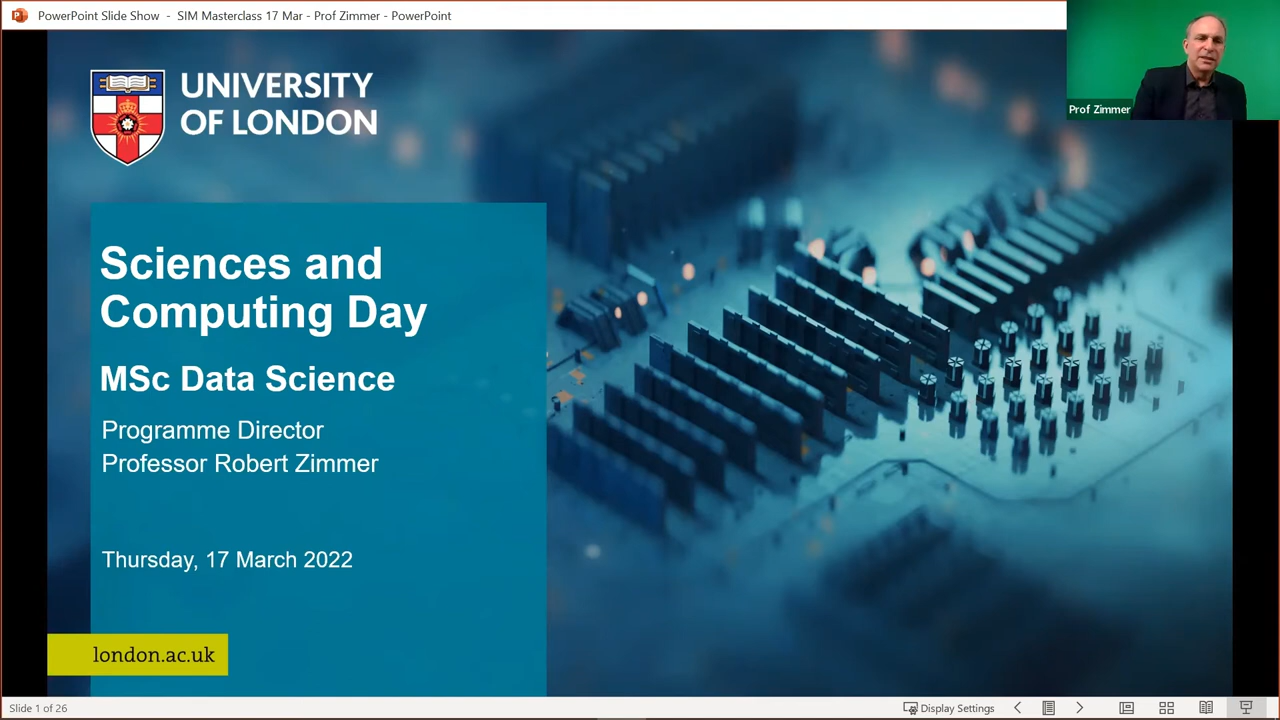 PowerPoint Slide Show - SIM Masterclass 17 Mar - Prof Zimmer - PowerPoint
Prof Zimmer
UNIVERSITY
OF LONDON
Sciences and
Computing Day
MSc Data Science
Programme Director
Professor Robert Zimmer
Thursday, 17 March 2022
london.ac.uk
Slide 1 of 26
Display Settings